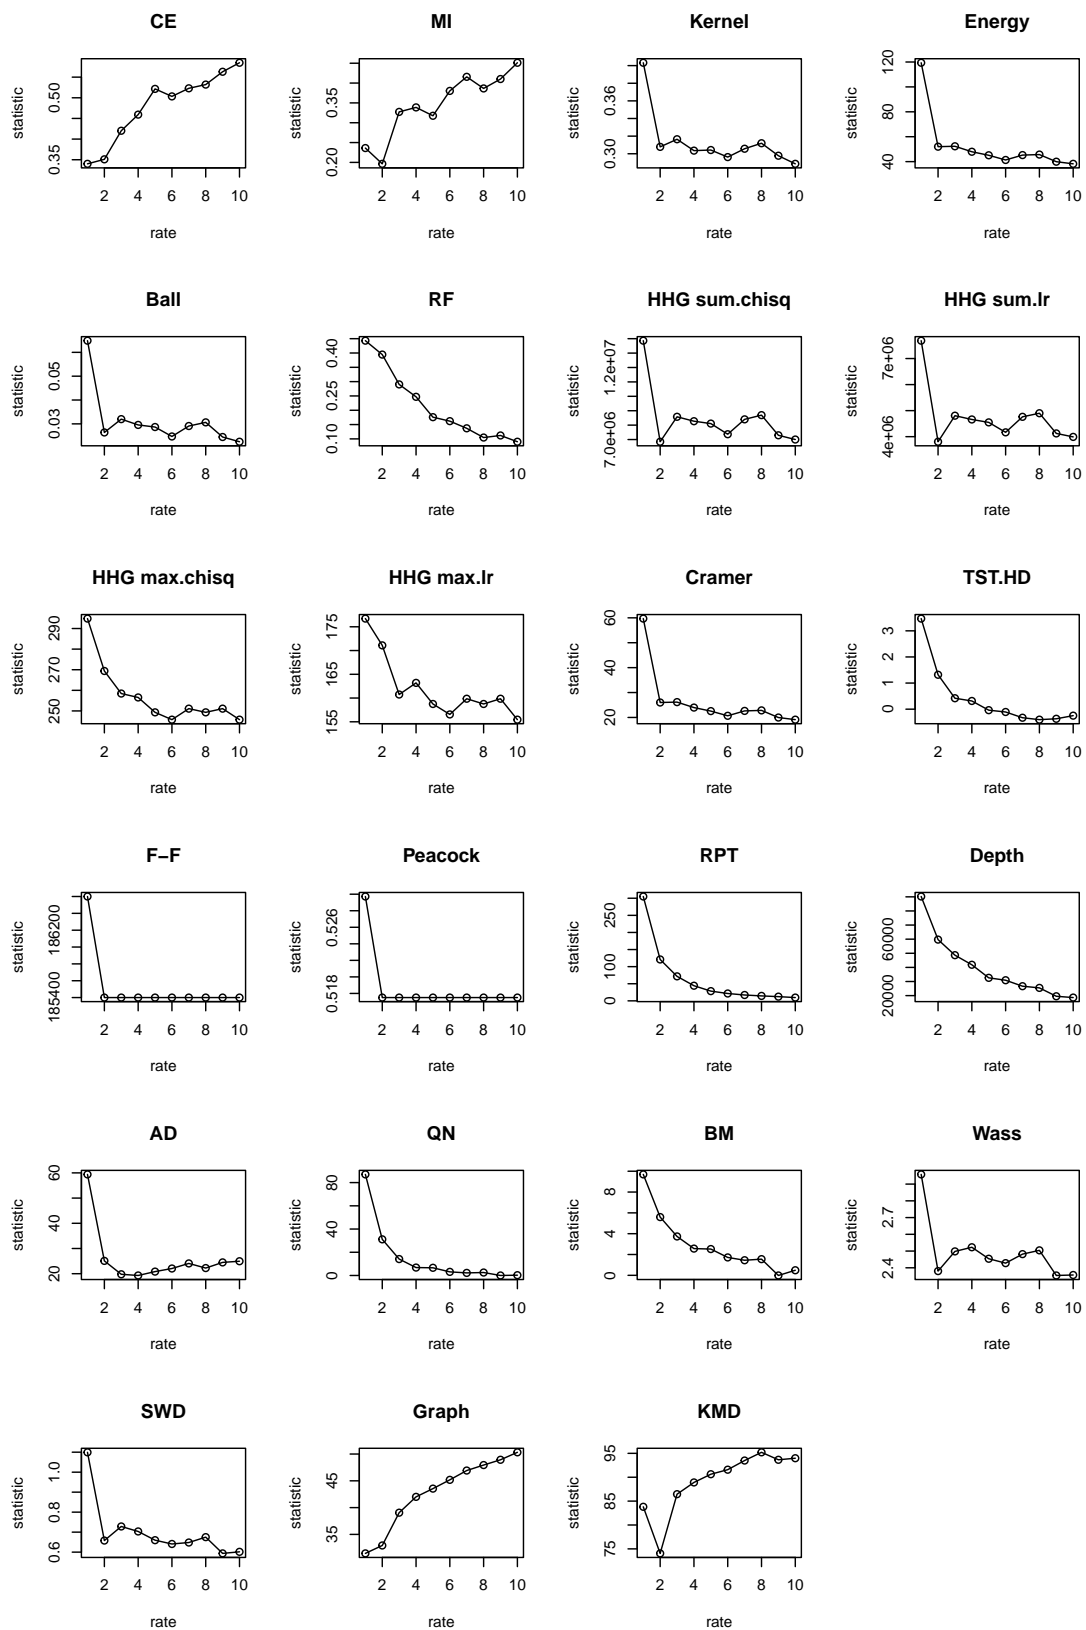 CE MI Kernel Energy
statistic 0.35 0.50 statistic 0.20 0.35 statistic 0.30 0.36 statistic 40 80 120
2 4 6 8 10 2 4 6 8 10 2 4 6 8 10 2 4 6 8 10
rate rate rate rate
Ball RF HHG sum.chisq HHG sum.lr
statistic 0.03 0.05 statistic 0.10 0.25 0.40 statistic 7.0e+06 1.2e+07 statistic 4e+06 7e+06
2 4 6 8 10 2 4 6 8 10 2 4 6 8 10 2 4 6 8 10
rate rate rate rate
HHG max.chisq HHG max.lr Cramer TST.HD
statistic 250 270 290 statistic 155 165 175 statistic 20 40 60 statistic 0 1 2 3
2 4 6 8 10 2 4 6 8 10 2 4 6 8 10 2 4 6 8 10
rate rate rate rate
F−F Peacock RPT Depth
statistic 185400 186200 statistic 0.518 0.526 statistic 0 100 250 statistic 20000 60000
2 4 6 8 10 2 4 6 8 10 2 4 6 8 10 2 4 6 8 10
rate rate rate rate
AD QN BM Wass
statistic 20 40 60 statistic 0 40 80 statistic 0 4 8 statistic 2.4 2.7
2 4 6 8 10 2 4 6 8 10 2 4 6 8 10 2 4 6 8 10
rate rate rate rate
SWD Graph KMD
statistic 0.6 0.8 1.0 statistic 35 45 statistic 75 85 95
2 4 6 8 10 2 4 6 8 10 2 4 6 8 10
rate rate rate